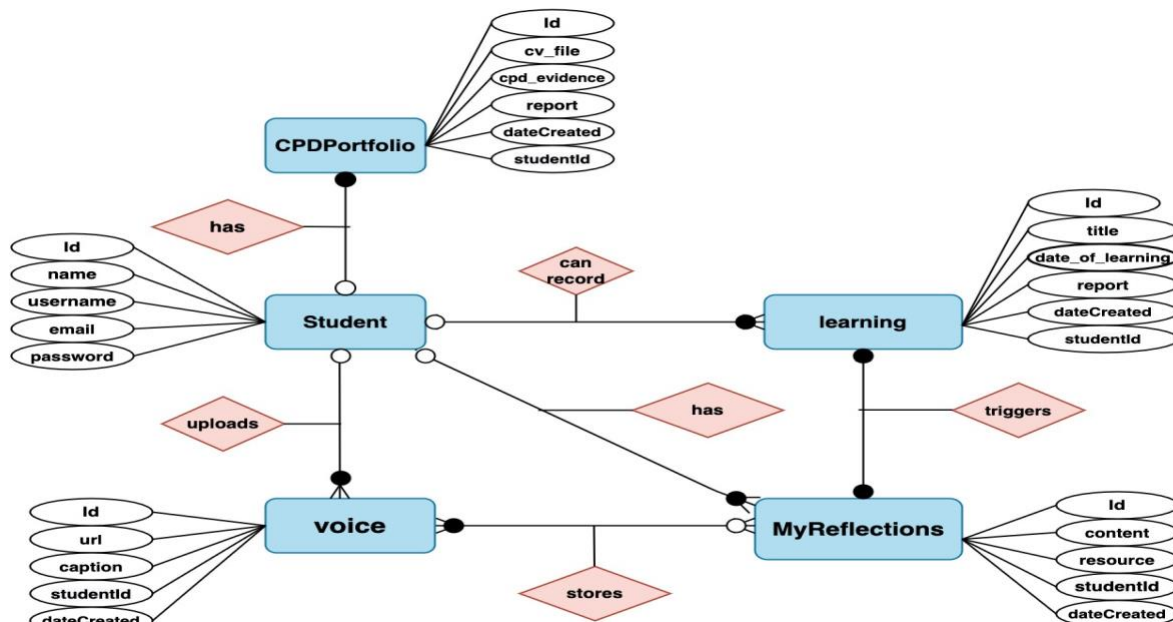 Id
cv_file
cpd_evidence
report
dateCreated
studentId
CPDPortfolio
has
Id
name
username
email
password
Student
can
record
learning
Id
title
date_of_learning
report
dateCreated
studentId
uploads
has
triggers
voice
Id
url
caption
studentId
dateCreated
stores
MyReflections
Id
content
resource
studentId
dateCreated